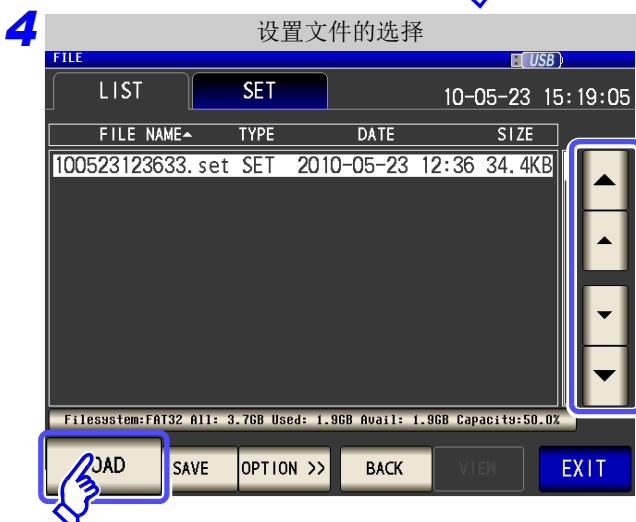 4
设置文件的选择
FILE USB
LIST SET 10-05-23 15:19:05
FILE NAME TYPE DATE SIZE
100523123633.set SET 2010-05-23 12:36 34.4KB
Filesystem:FAT32 All: 3.7GB Used: 1.9GB Avail: 1.9GB Capacity:50.0%
OAD SAVE OPTION >> BACK VIEW EXIT